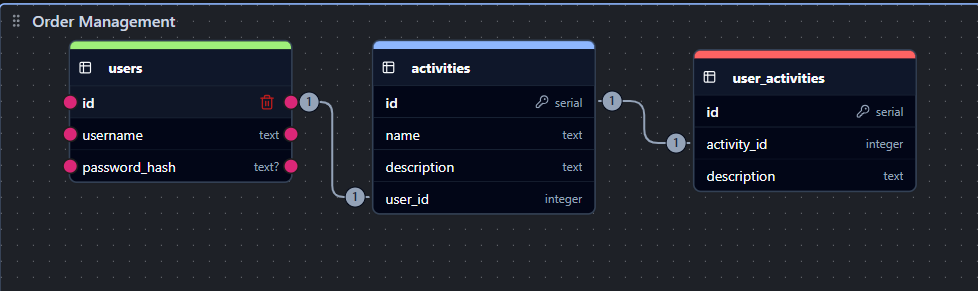 Order Management
users
id
username text
password_hash text?
1
1
activities
id serial
name text
description text
user_id integer
1
1
user_activities
id serial
activity_id integer
description text